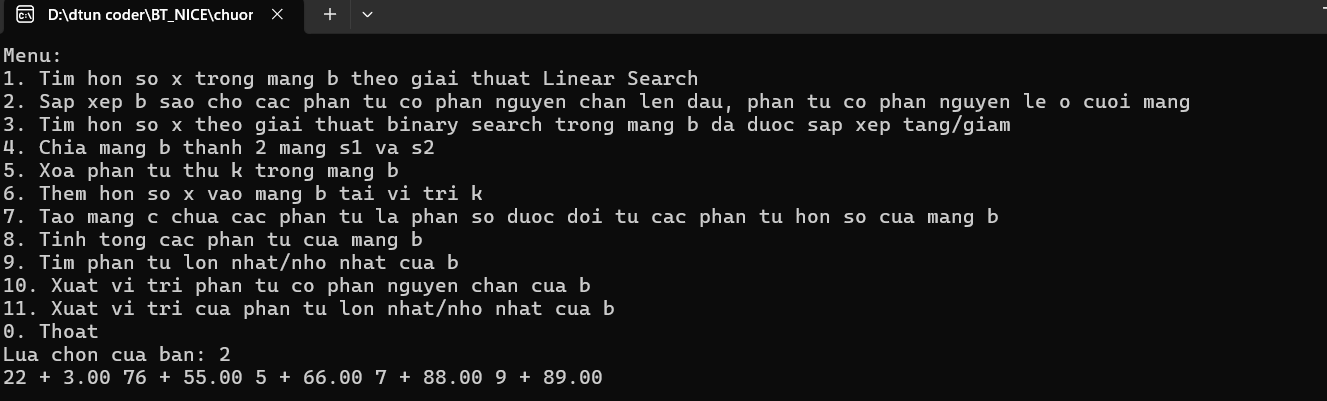 D:\dtun coder\BT_NICE\chuor
Menu:
1. Tim hon so x trong mang b theo giai thuat Linear Search
2. Sap xep b sao cho cac phan tu co phan nguyen chan len dau, phan tu co phan nguyen le o cuoi mang
3. Tim hon so x theo giai thuat binary search trong mang b da duoc sap xep tang/giam
4. Chia mang b thanh 2 mang s1 va s2
5. Xoa phan tu thu k trong mang b
6. Them hon so x vao mang b tai vi tri k
7. Tao mang c chua cac phan tu la phan so duoc doi tu cac phan tu hon so cua mang b
8. Tinh tong cac phan tu cua mang b
9. Tim phan tu lon nhat/nho nhat cua b
10. Xuat vi tri phan tu co phan nguyen chan cua b
11. Xuat vi tri cua phan tu lon nhat/nho nhat cua b
0. Thoat
Lua chon cua ban: 2
22 + 3.00 76 + 55.00 5 + 66.00 7 + 88.00 9 + 89.00